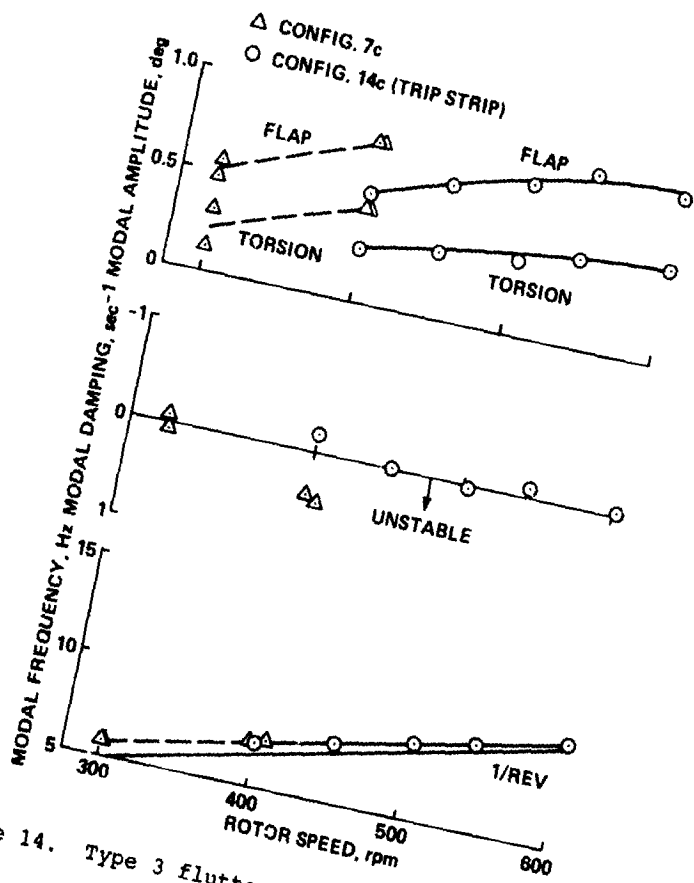 CONFIG. 7c
CONFIG. 14c (TRIP STRIP)
MODAL AMPLITUDE, deg
1.0
0.5
0
FLAP
FLAP
TORSION
TORSION
MODAL DAMPING, sec-1
-1
0
1
UNSTABLE
MODAL FREQUENCY, Hz
15
10
5
1/REV
300
400
500
600
ROTOR SPEED, rpm
14. Type 3